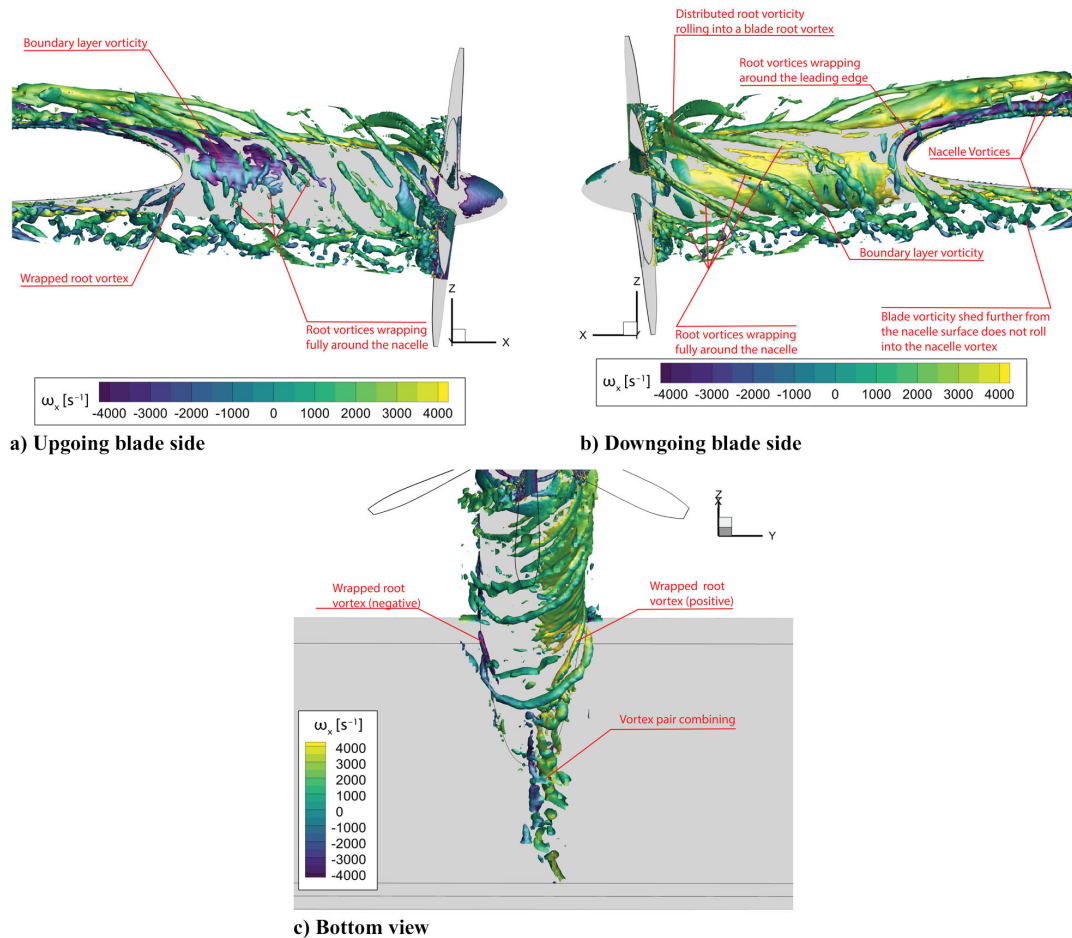 Boundary layer vorticity
Wrapped root vortex
Root vortices wrapping
fully around the nacelle
Z
Y
X
ωx [s⁻¹]
-4000 -3000 -2000 -1000 0 1000 2000 3000 4000
a) Upgoing blade side
Distributed root vorticity
rolling into a blade root vortex
Root vortices wrapping
around the leading edge
Nacelle Vortices
Boundary layer vorticity
Root vortices wrapping
fully around the nacelle
Blade vorticity shed further from
the nacelle surface does not roll
into the nacelle vortex
Z
X
Y
ωx [s⁻¹]
-4000 -3000 -2000 -1000 0 1000 2000 3000 4000
b) Downgoing blade side
Z
X
Y
Wrapped root
vortex (negative)
Wrapped root
vortex (positive)
Vortex pair combining
ωx [s⁻¹]
4000
3000
2000
1000
0
-1000
-2000
-3000
-4000
c) Bottom view